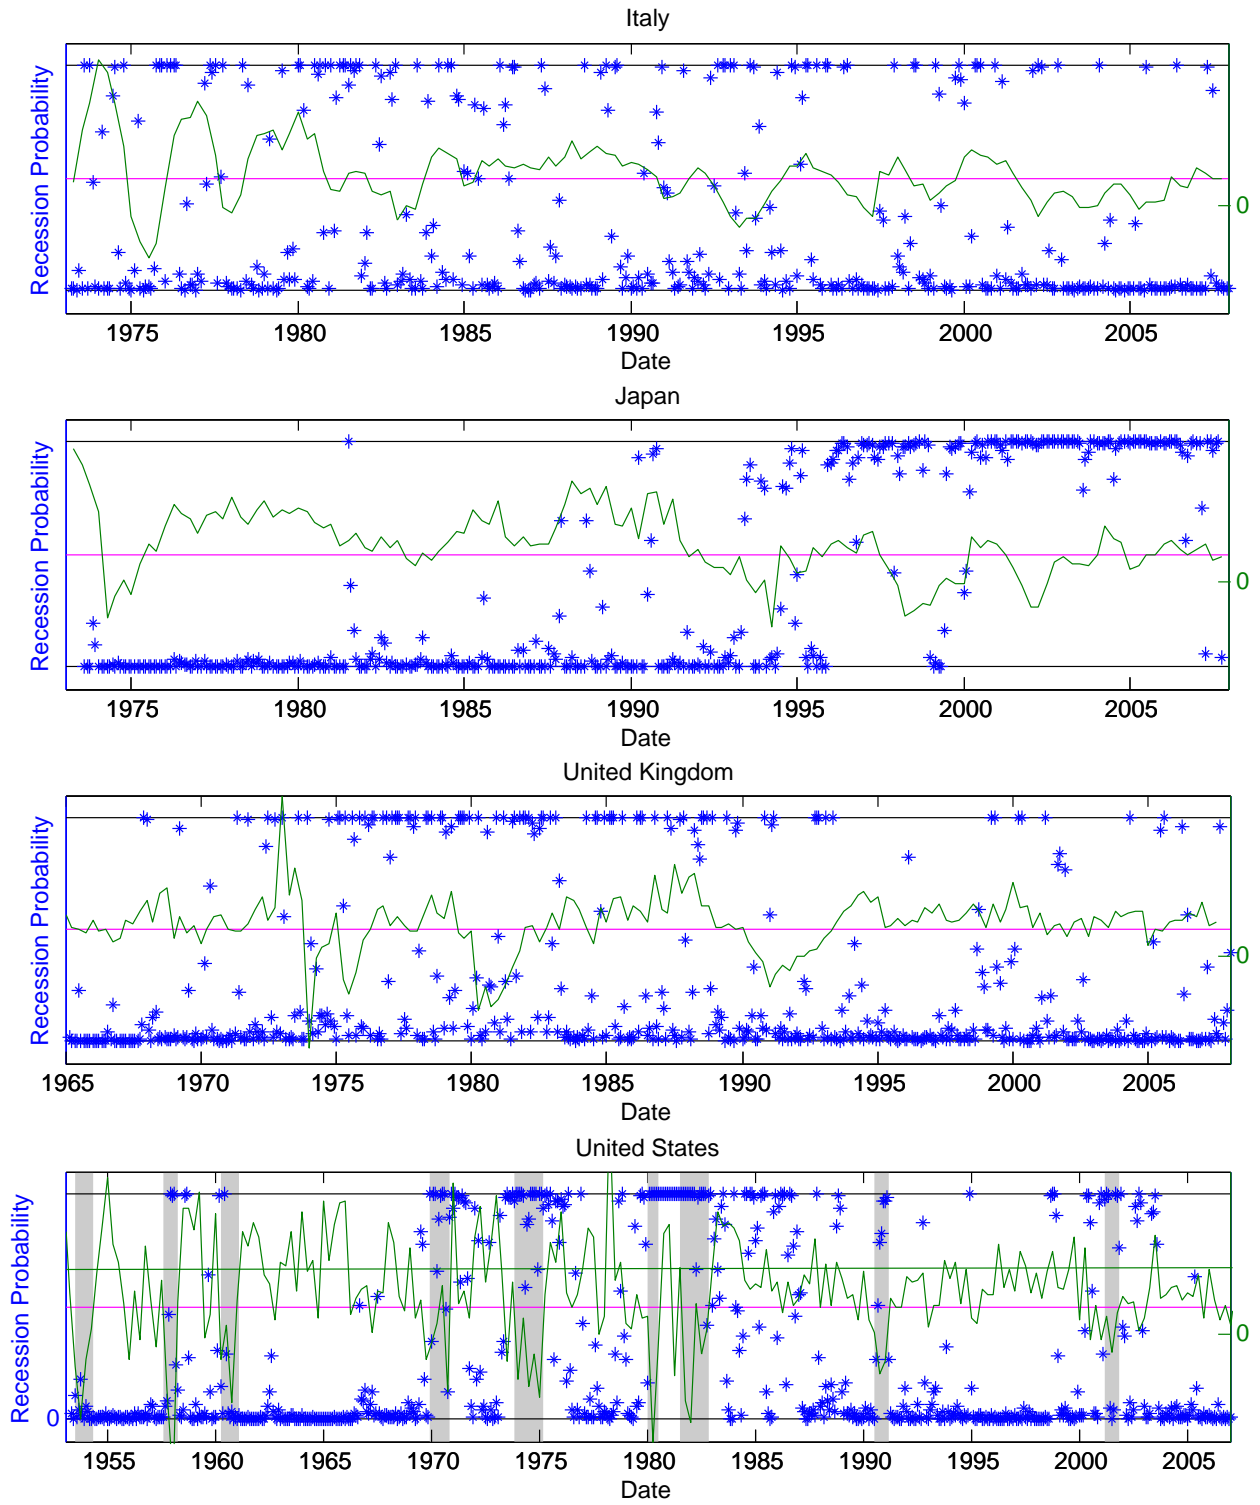 Italy
Recession Probability
0
1975 1980 1985 1990 1995 2000 2005
Date
Japan
Recession Probability
0
1975 1980 1985 1990 1995 2000 2005
Date
United Kingdom
Recession Probability
0
1965 1970 1975 1980 1985 1990 1995 2000 2005
Date
United States
Recession Probability
0
0
1955 1960 1965 1970 1975 1980 1985 1990 1995 2000 2005
Date